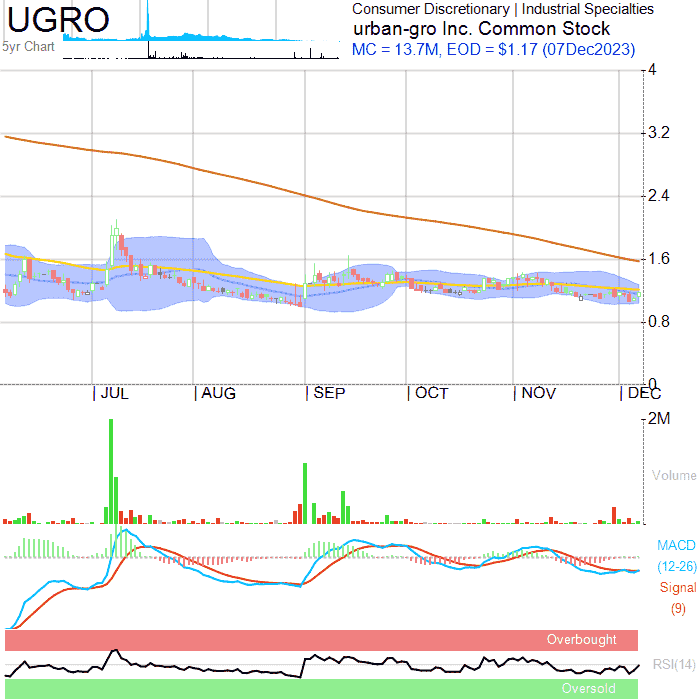 UGRO
5yr Chart
Consumer Discretionary | Industrial Specialties
urban-gro Inc. Common Stock
MC = 13.7M, EOD = $1.17 (07Dec2023)
4
3.2
2.4
1.6
0.8
0
JUL AUG SEP OCT NOV DEC
2M
Volume
MACD
(12-26)
Signal
(9)
Overbought
RSI(14)
Oversold